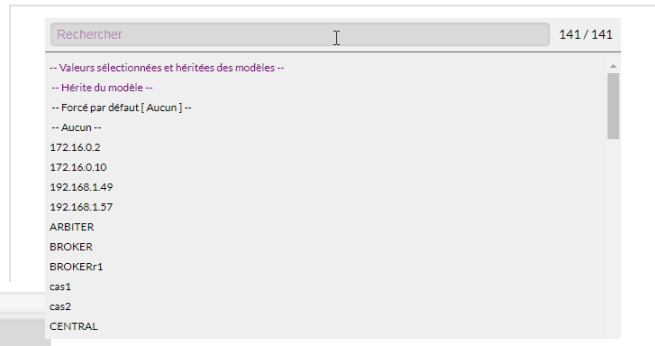 Rechercher 141/141
-- Valeurs sélectionnées et héritées des modèles --
-- Hérite du modèle --
-- Forcé par défaut [ Aucun ] --
-- Aucun --
172.16.0.2
172.16.0.10
192.168.1.49
192.168.1.57
ARBITER
BROKER
BROKERr1
cas1
cas2
CENTRAL